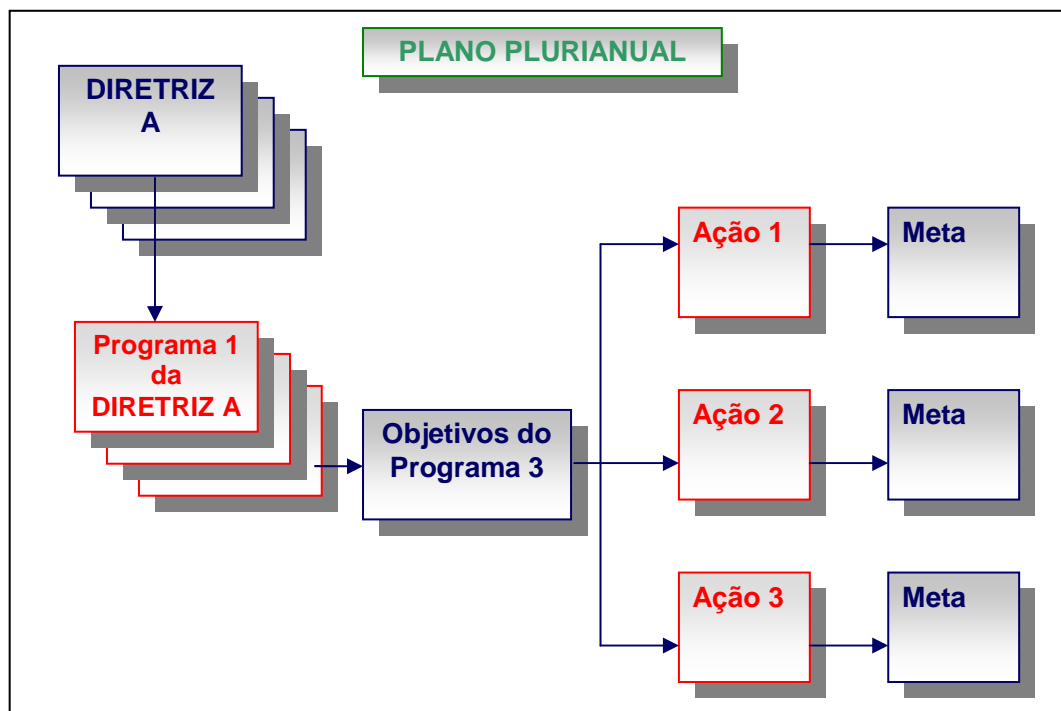 PLANO PLURIANUAL
DIRETRIZ
A
Programa 1
da
DIRETRIZ A
Objetivos do
Programa 3
Ação 1
Meta
Ação 2
Meta
Ação 3
Meta